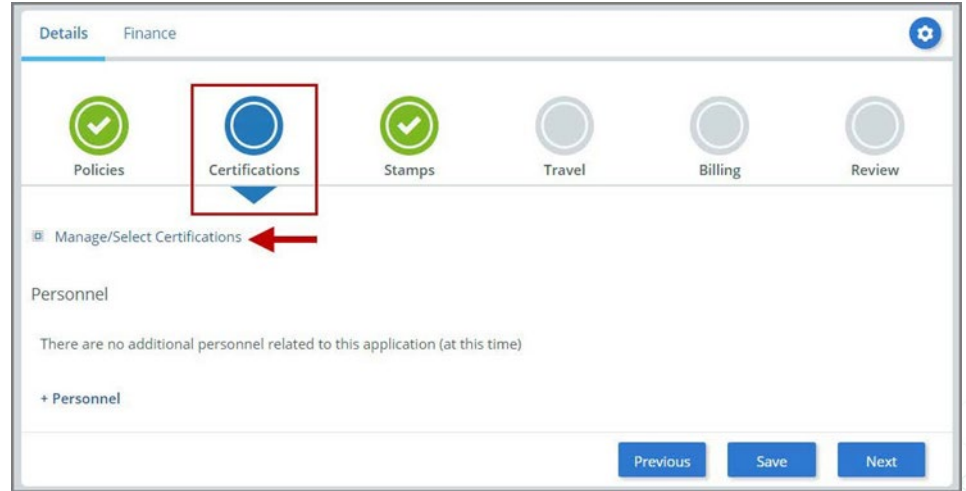 Details Finance
Policies Certifications Stamps Travel Billing Review
Manage/Select Certifications
Personnel
There are no additional personnel related to this application (at this time)
+ Personnel
Previous Save Next